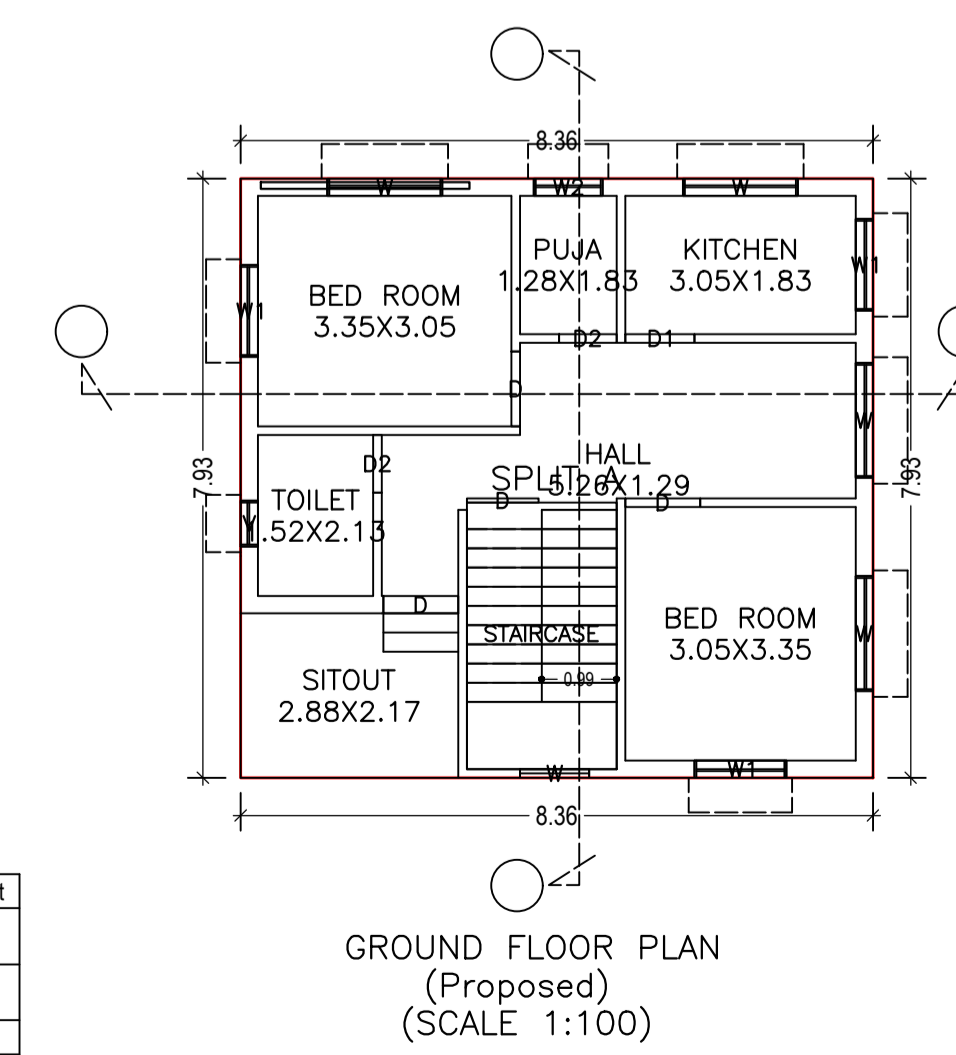 8.36
W
W2
W
PUJA
1.28X1.83
KITCHEN
3.05X1.83
W1
BED ROOM
3.35X3.05
W1
D2
D1
D
W
HALL
5.26X1.29
SPLIT A
7.93
7.93
D2
TOILET
1.52X2.13
V
D
D
D
BED ROOM
3.05X3.35
W
STAIRCASE
0.99
SITOUT
2.88X2.17
W
W1
8.36
t
GROUND FLOOR PLAN
(Proposed)
(SCALE 1:100)